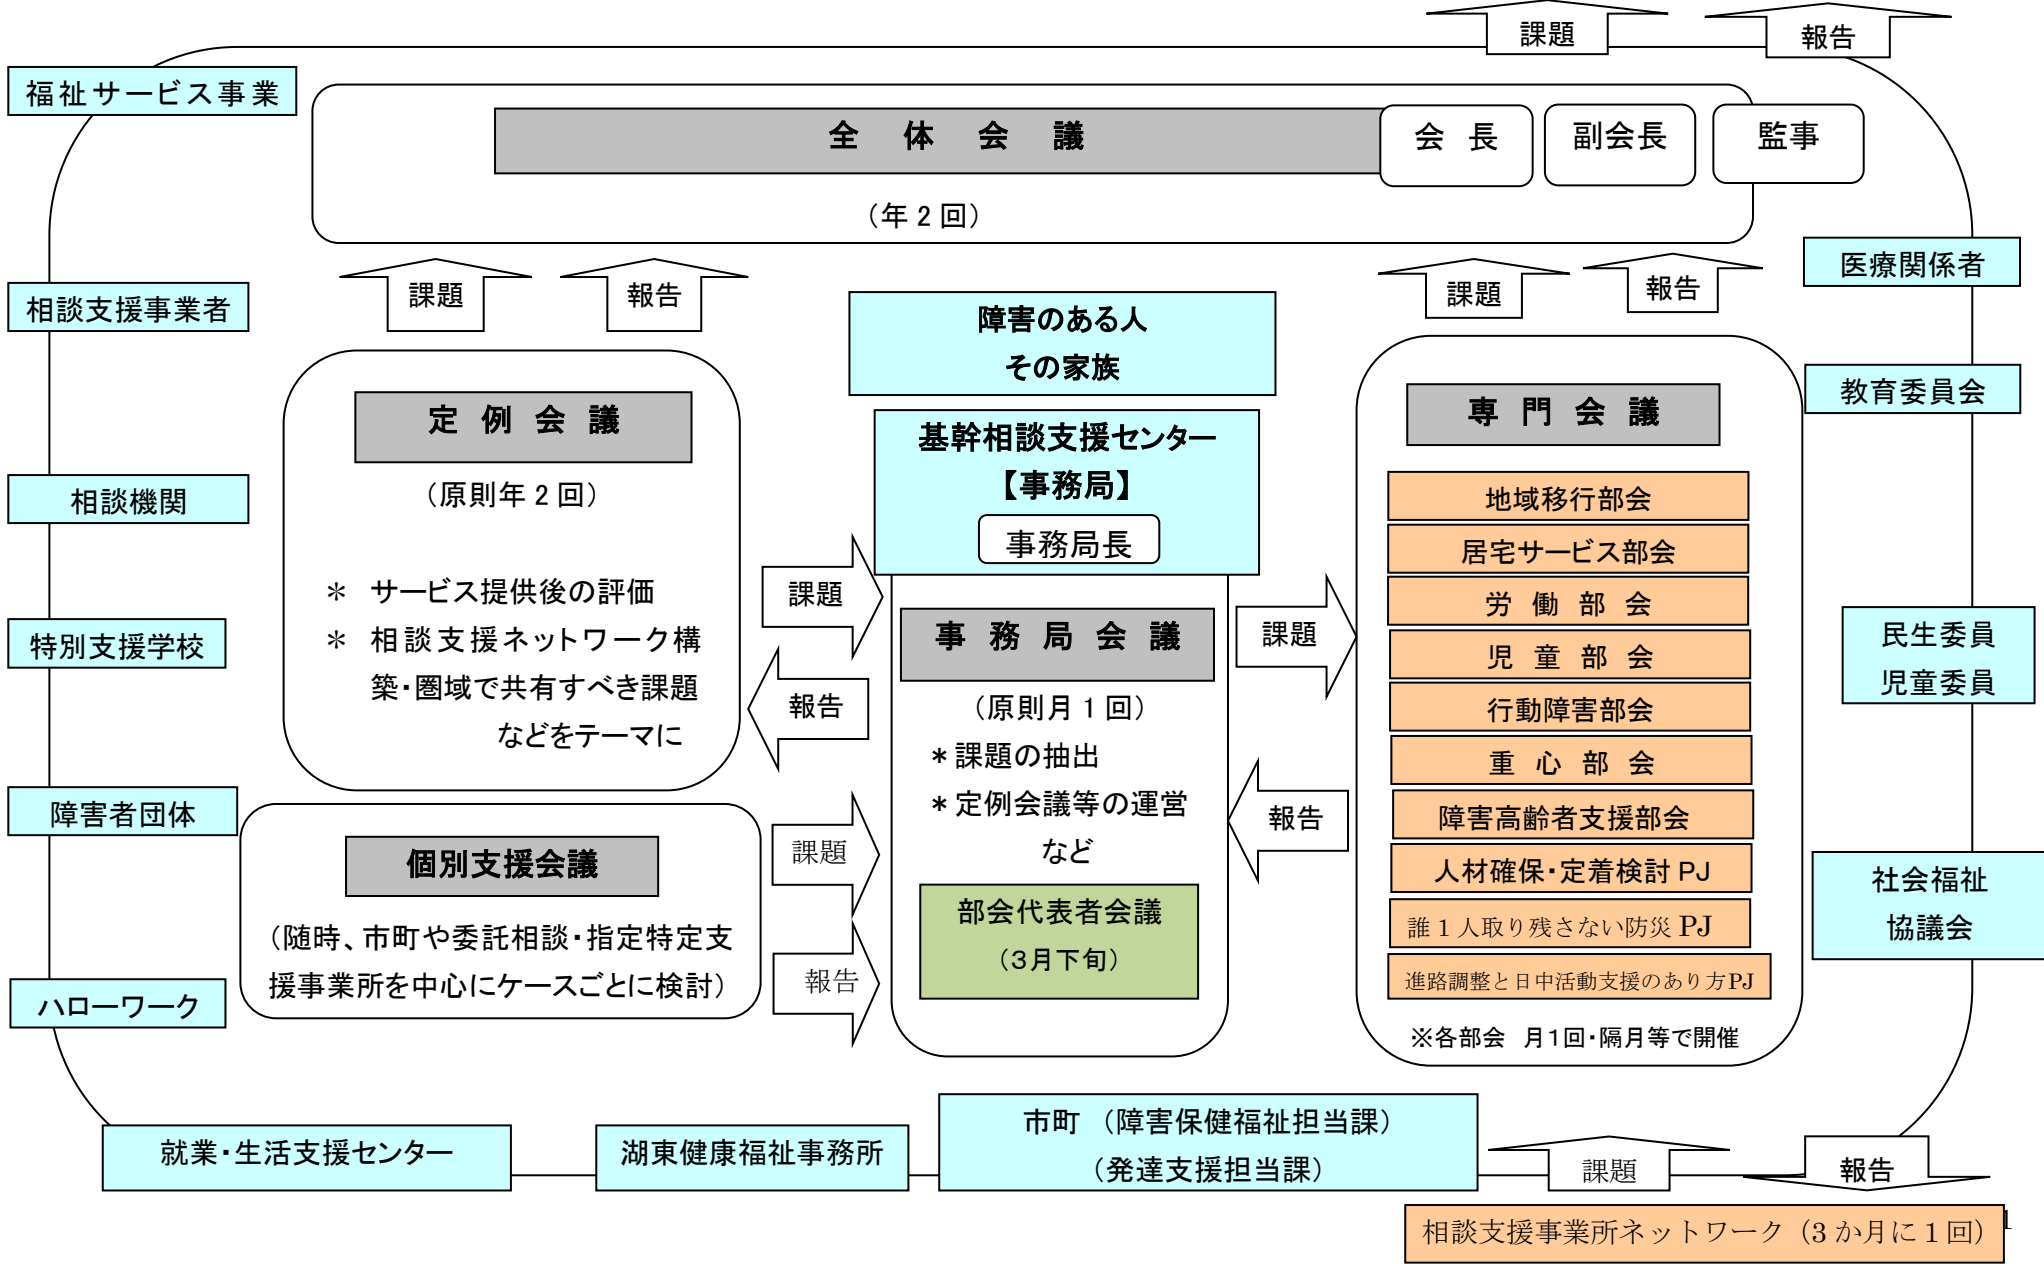 課題
報告
福祉サービス事業
全体会議
会長
副会長
監事
（年２回）
課題
報告
課題
報告
医療関係者
相談支援事業者
障害のある人
その家族
教育委員会
定例会議
（原則年２回）
＊ サービス提供後の評価
＊ 相談支援ネットワーク構
築・圏域で共有すべき課題
などをテーマに
基幹相談支援センター
【事務局】
事務局長
専門会議
地域移行部会
居宅サービス部会
労働部会
児童部会
行動障害部会
重心部会
障害高齢者支援部会
人材確保・定着検討 PJ
誰１人取り残さない防災 PJ
進路調整と日中活動支援のあり方 PJ
※各部会 月１回・隔月等で開催
相談機関
課題
報告
事務局会議
（原則月１回）
＊課題の抽出
＊定例会議等の運営
など
課題
報告
特別支援学校
民生委員
児童委員
障害者団体
個別支援会議
（随時、市町や委託相談・指定特定支
援事業所を中心にケースごとに検討）
課題
報告
部会代表者会議
（３月下旬）
社会福祉
協議会
ハローワーク
就業・生活支援センター
湖東健康福祉事務所
市町（障害保健福祉担当課）
（発達支援担当課）
課題
報告
相談支援事業所ネットワーク（3 か月に 1 回）
1